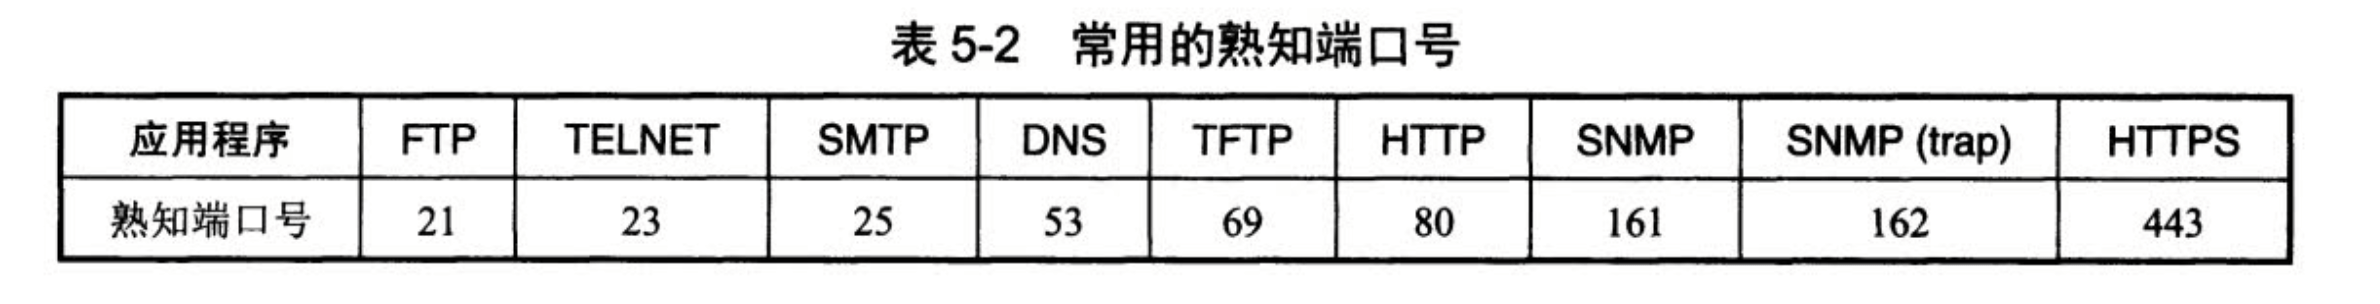 表 5-2 常用的熟知端口号
应用程序 FTP TELNET SMTP DNS TFTP HTTP SNMP SNMP (trap) HTTPS
熟知端口号 21 23 25 53 69 80 161 162 443